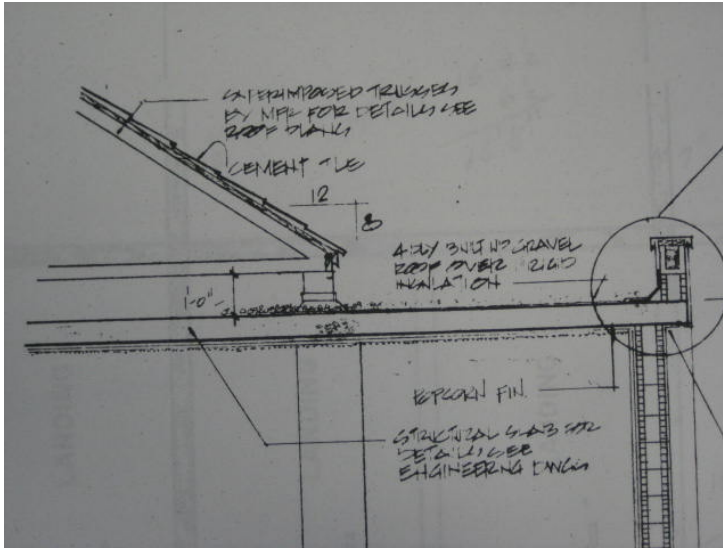 SUPERIMPOSED TRUSSES
BY MFR FOR DETAILS SEE
ROOF PLANS
CEMENT TILE
12
8
4-PLY BUILT UP GRAVEL
ROOF OVER RIGID
INSULATION
1'-0"
POPCORN FIN.
STRUCTURAL SLAB FOR
DETAILS SEE
ENGINEERING DWGS